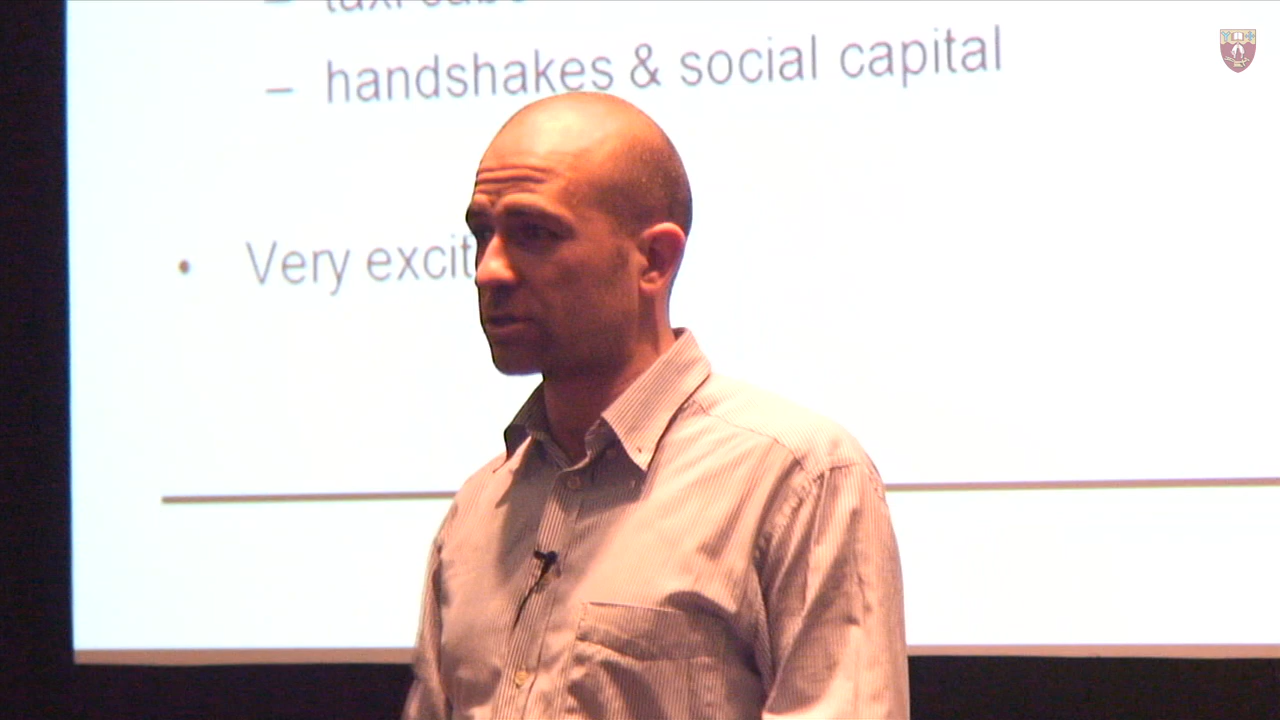 – handshakes & social capital
• Very excit